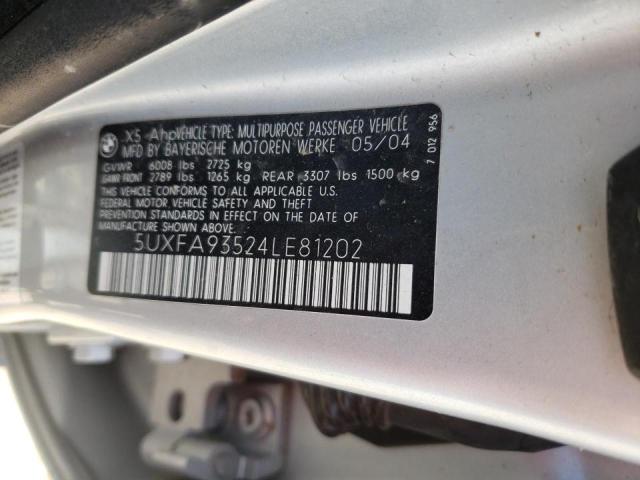 X5 Ahp VEHICLE TYPE: MULTIPURPOSE PASSENGER VEHICLE
MFD BY BAYERISCHE MOTOREN WERKE 05/04
GVWR 6008 lbs 2725 kg
GAWR FRONT 2789 lbs 1265 kg REAR 3307 lbs 1500 kg
THIS VEHICLE CONFORMS TO ALL APPLICABLE U.S.
FEDERAL MOTOR VEHICLE SAFETY AND THEFT
PREVENTION STANDARDS IN EFFECT ON THE DATE
OF MANUFACTURE SHOWN ABOVE.
5UXFA93524LE81202
7 012 956